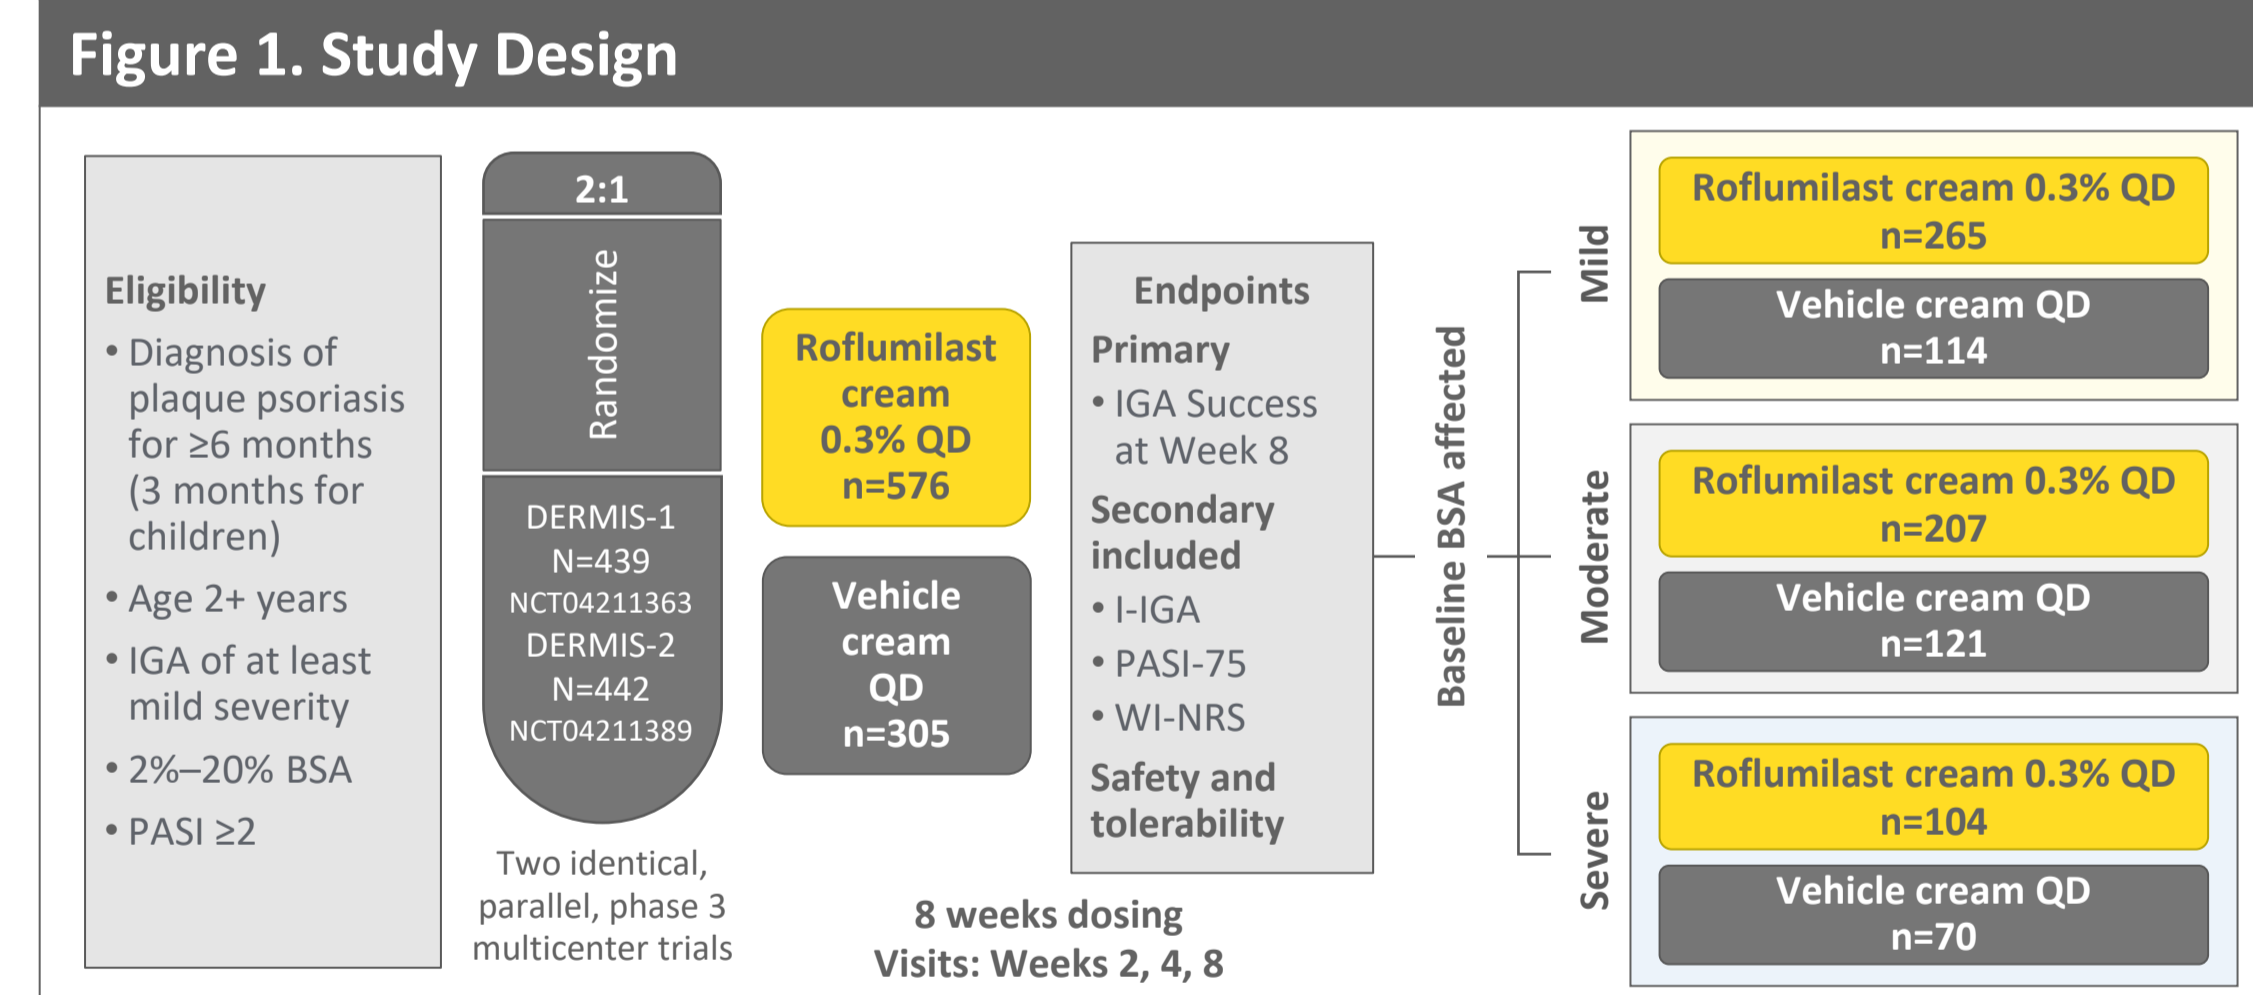 Figure 1. Study Design
Eligibility
• Diagnosis of
plaque psoriasis
for ≥6 months
(3 months for
children)
• Age 2+ years
• IGA of at least
mild severity
• 2%–20% BSA
• PASI ≥2
2:1
Randomize
DERMIS-1
N=439
NCT04211363
DERMIS-2
N=442
NCT04211389
Two identical,
parallel, phase 3
multicenter trials
Roflumilast
cream
0.3% QD
n=576
Vehicle
cream
QD
n=305
8 weeks dosing
Visits: Weeks 2, 4, 8
Endpoints
Primary
• IGA Success
at Week 8
Secondary
included
• I-IGA
• PASI-75
• WI-NRS
Safety and
tolerability
Baseline BSA affected
Mild
Roflumilast cream 0.3% QD
n=265
Vehicle cream QD
n=114
Moderate
Roflumilast cream 0.3% QD
n=207
Vehicle cream QD
n=121
Severe
Roflumilast cream 0.3% QD
n=104
Vehicle cream QD
n=70